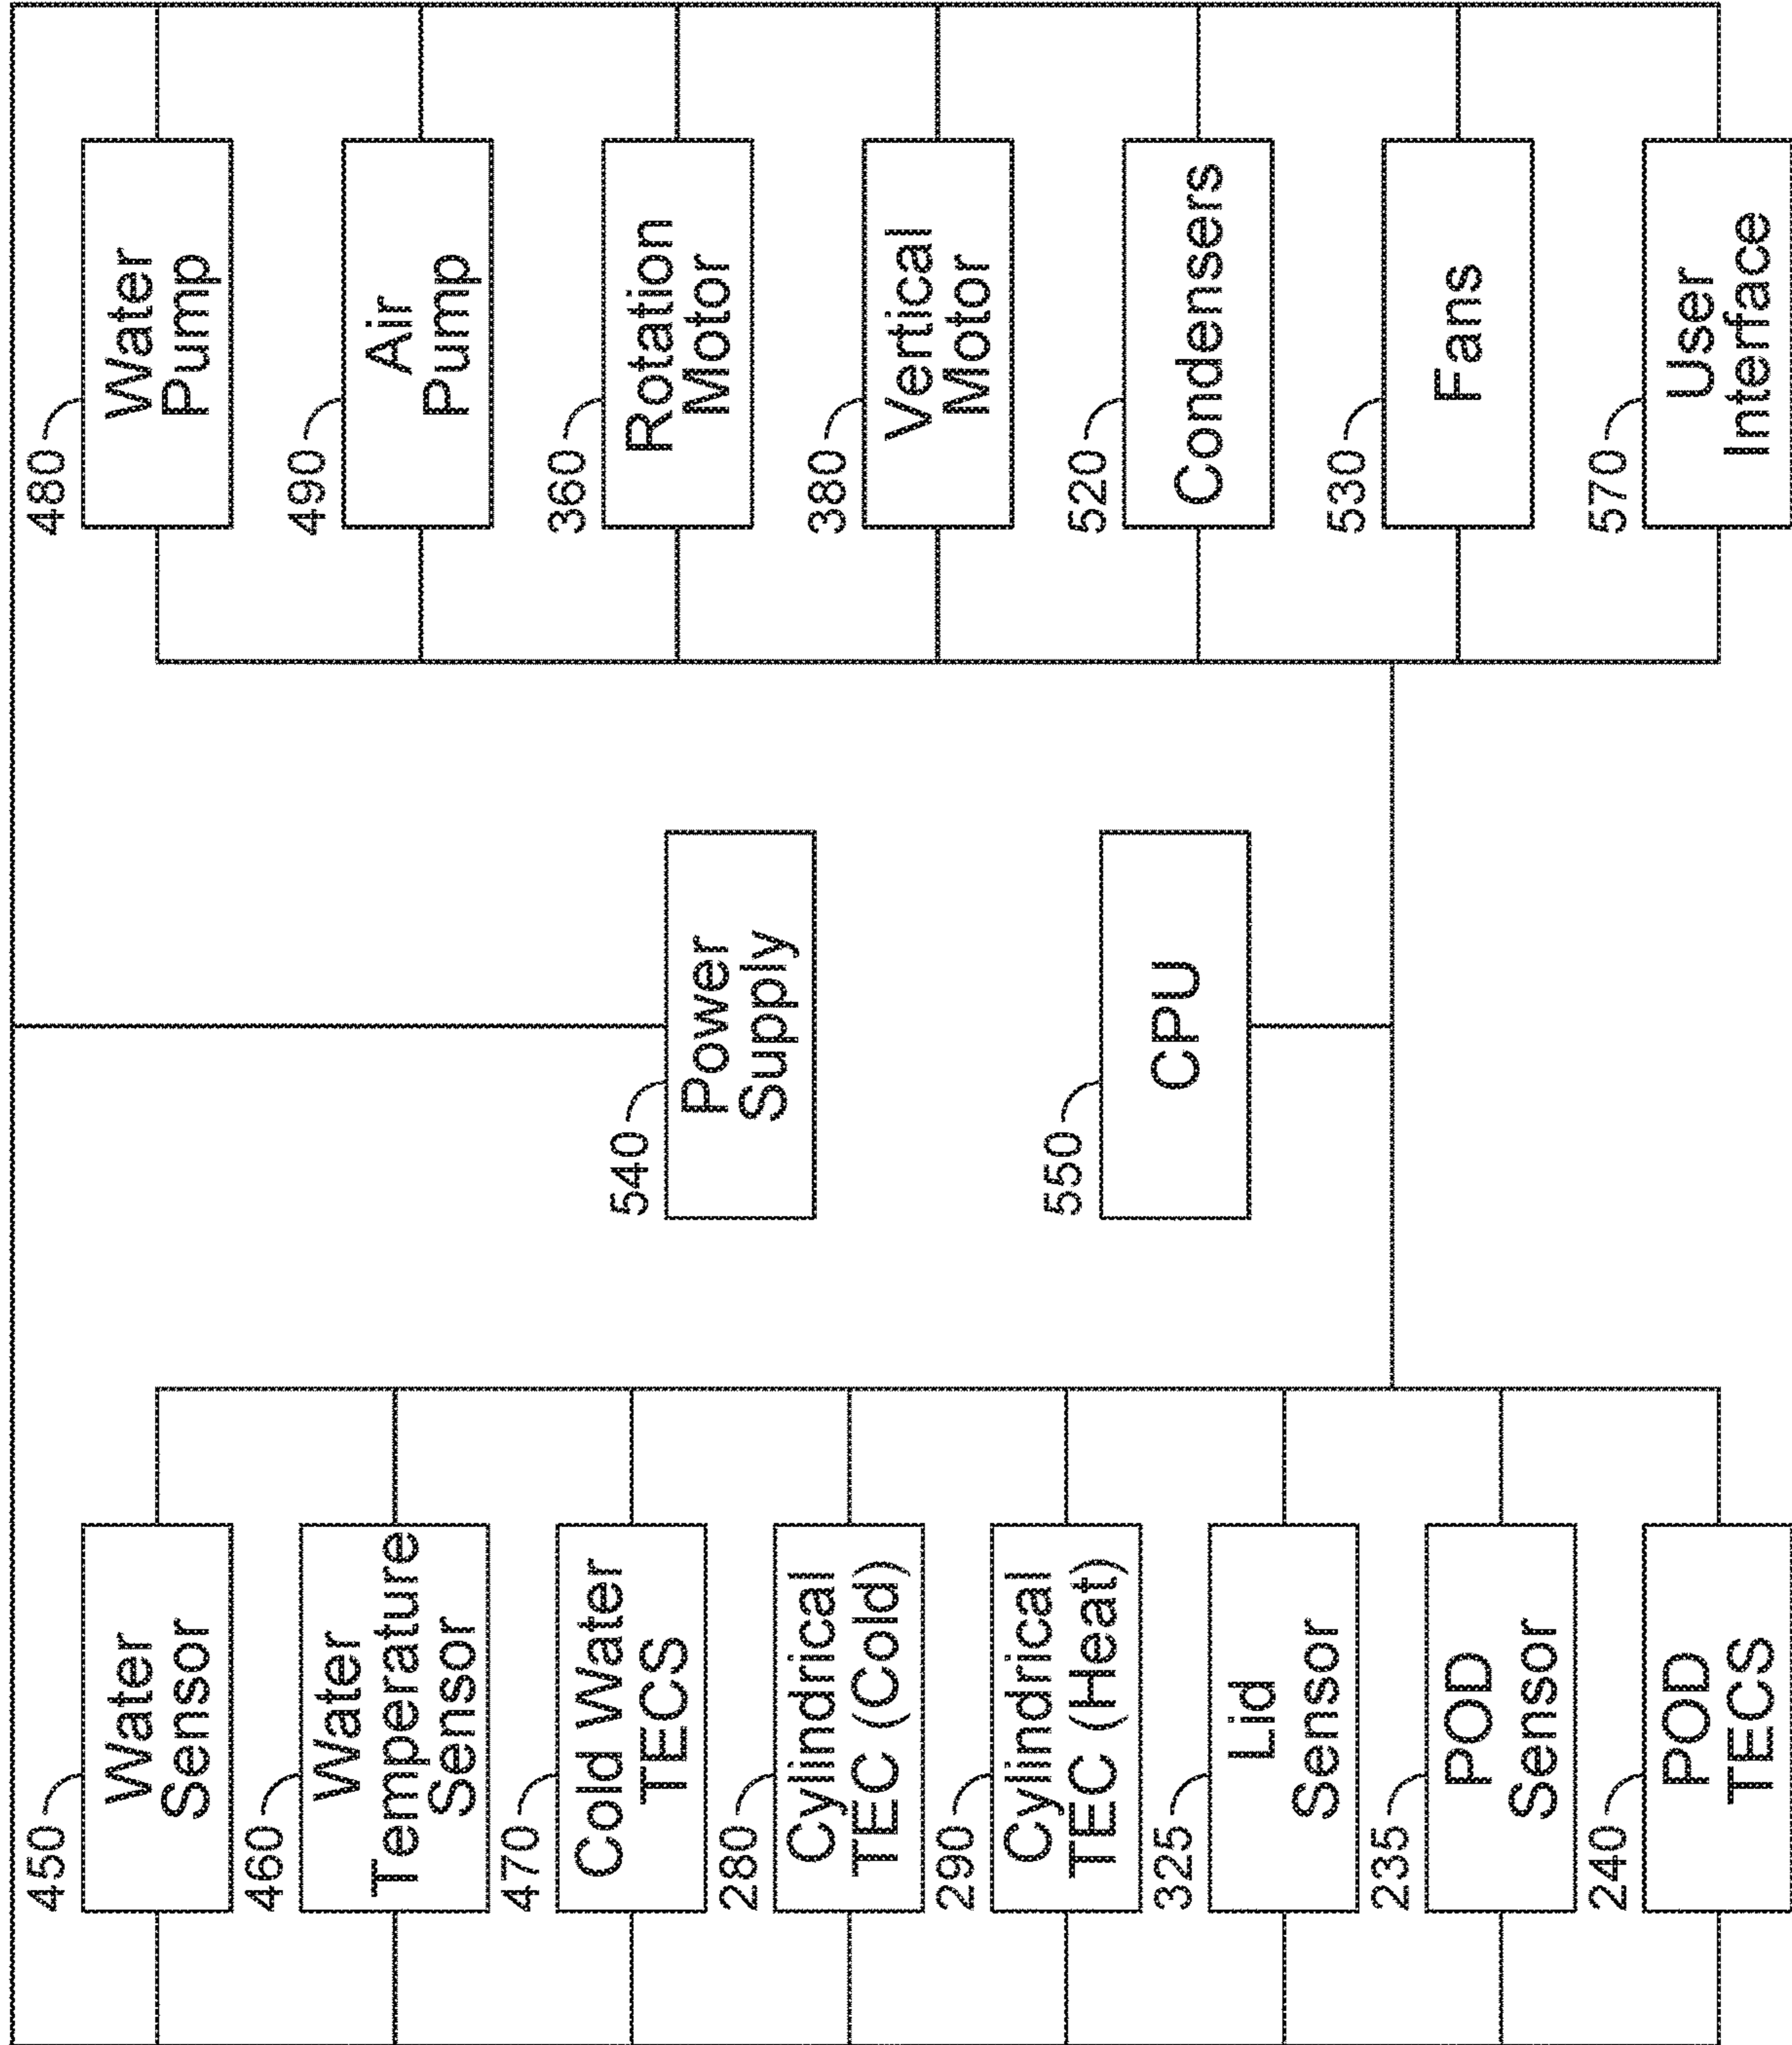 450
Water
Sensor
460
Water
Temperature
Sensor
470
Cold Water
TECS
280
Cylindrical
TEC (Cold)
290
Cylindrical
TEC (Heat)
325
Lid
Sensor
235
POD
Sensor
240
POD
TECS
540
Power
Supply
550
CPU
480
Water
Pump
490
Air
Pump
360
Rotation
Motor
380
Vertical
Motor
520
Condensers
530
Fans
570
User
Interface